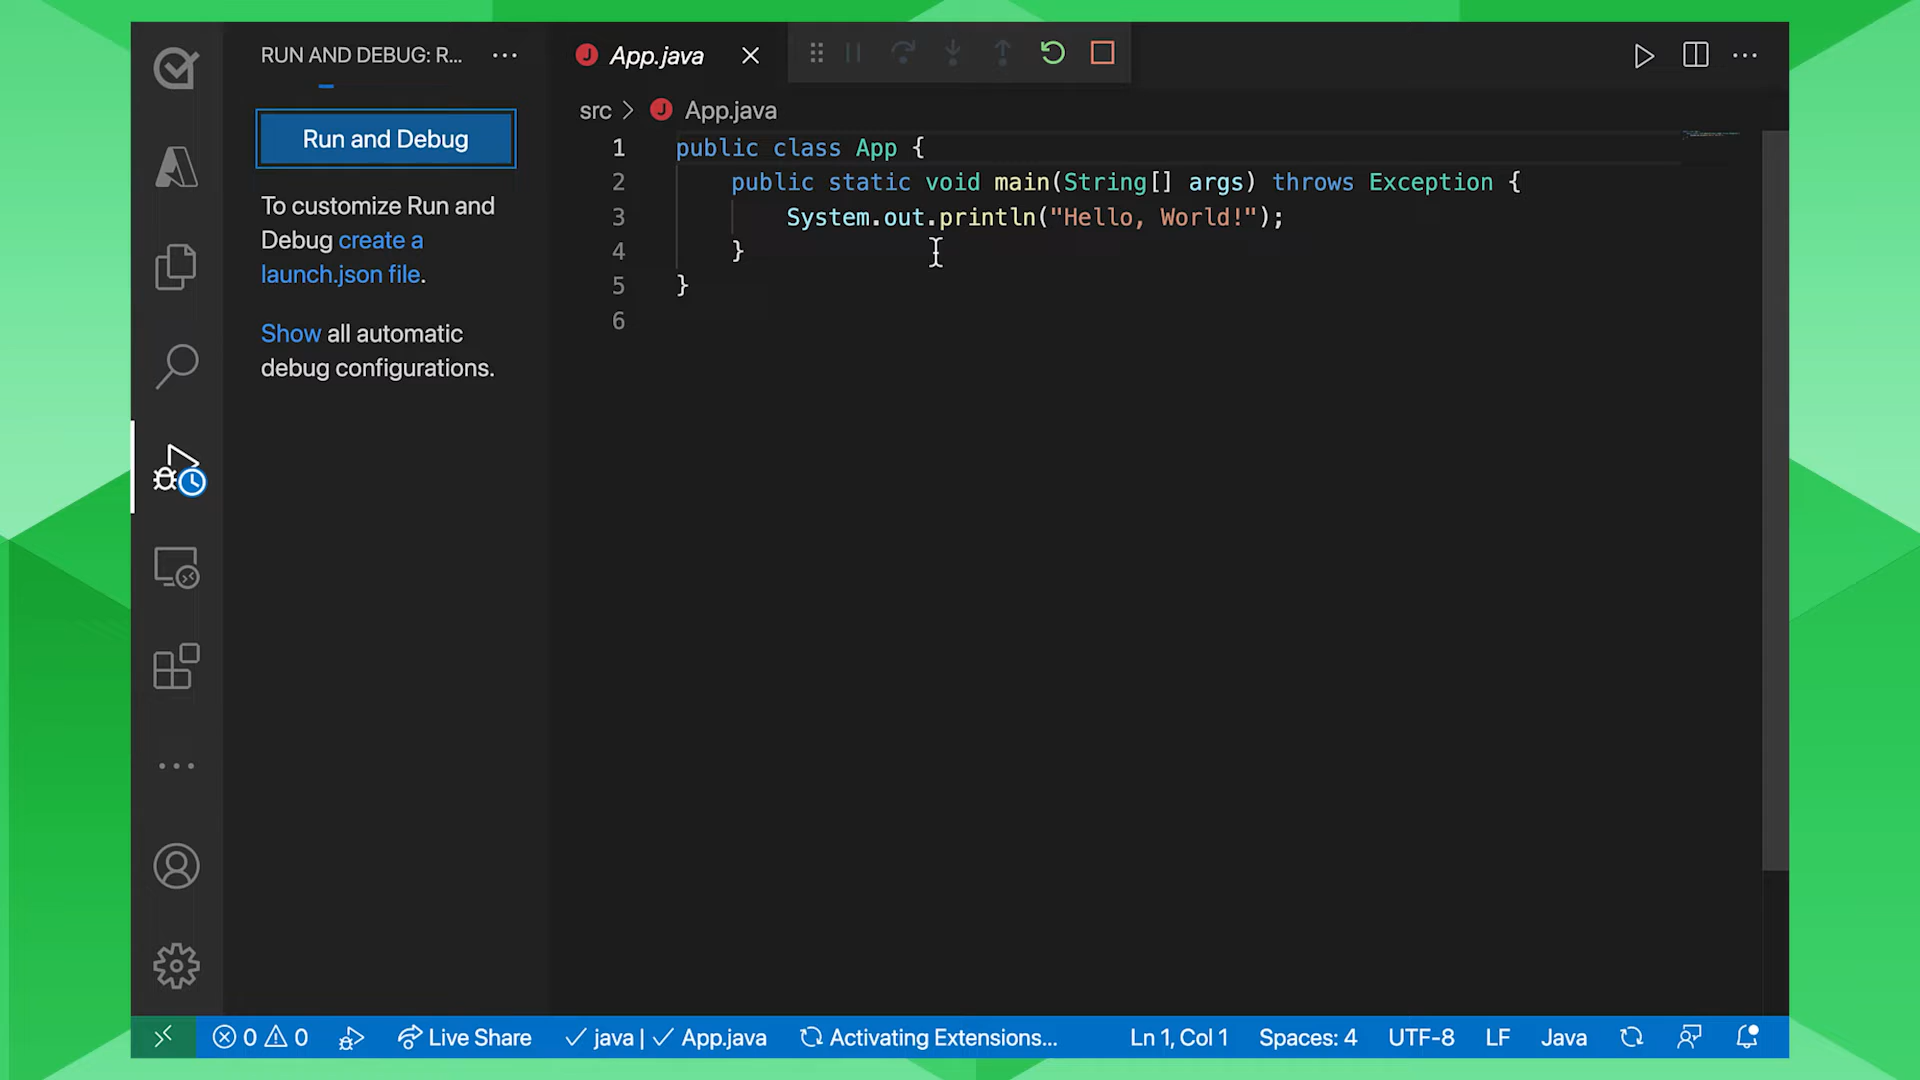 RUN AND DEBUG: R...
App.java
src > App.java
Run and Debug
To customize Run and
Debug create a
launch.json file.
Show all automatic
debug configurations.
1 public class App {
2 public static void main(String[] args) throws Exception {
3 System.out.println("Hello, World!");
4 }
5 }
6
0 0 Live Share java | App.java Activating Extensions... Ln 1, Col 1 Spaces: 4 UTF-8 LF Java